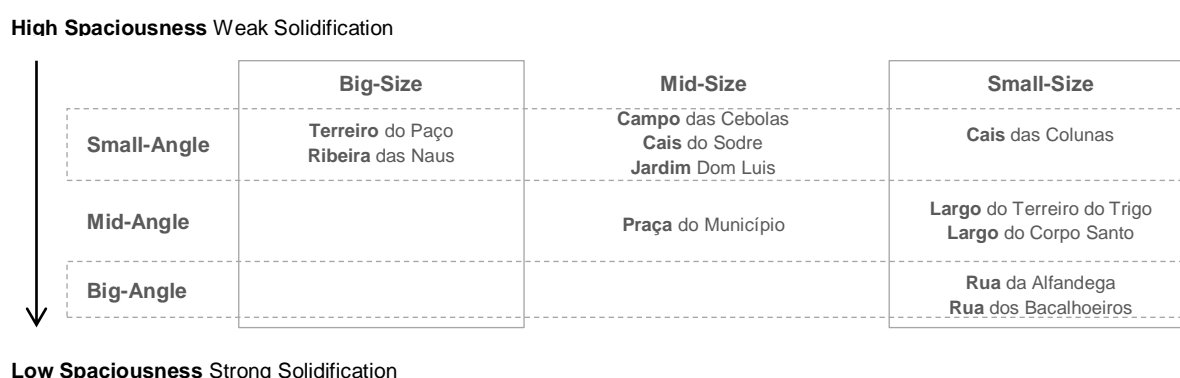 High Spaciousness Weak Solidification
Big-Size Mid-Size Small-Size
Small-Angle
Terreiro do Paço
Ribeira das Naus
Campo das Cebolas
Cais do Sodre
Jardim Dom Luis
Cais das Colunas
Mid-Angle
Praça do Município
Largo do Terreiro do Trigo
Largo do Corpo Santo
Big-Angle
Rua da Alfandega
Rua dos Bacalhoeiros
Low Spaciousness Strong Solidification